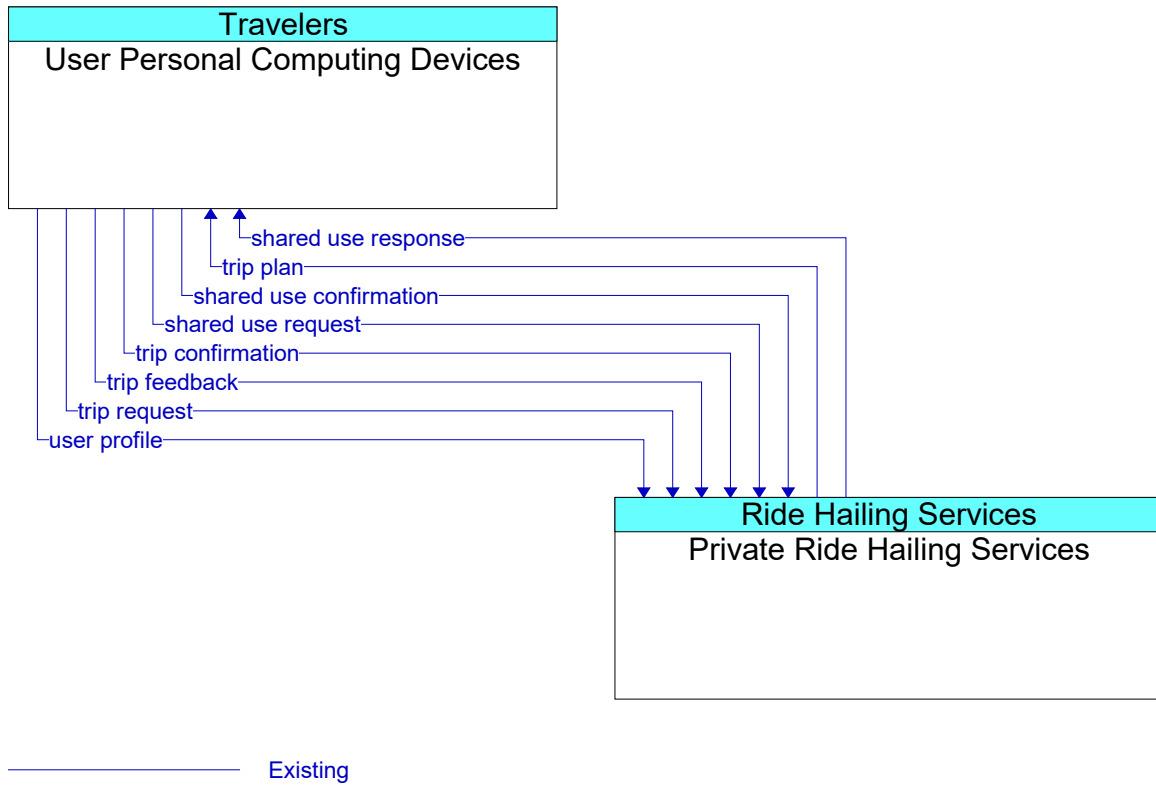 Travelers
User Personal Computing Devices
shared use response
trip plan
shared use confirmation
shared use request
trip confirmation
trip feedback
trip request
user profile
Ride Hailing Services
Private Ride Hailing Services
Existing